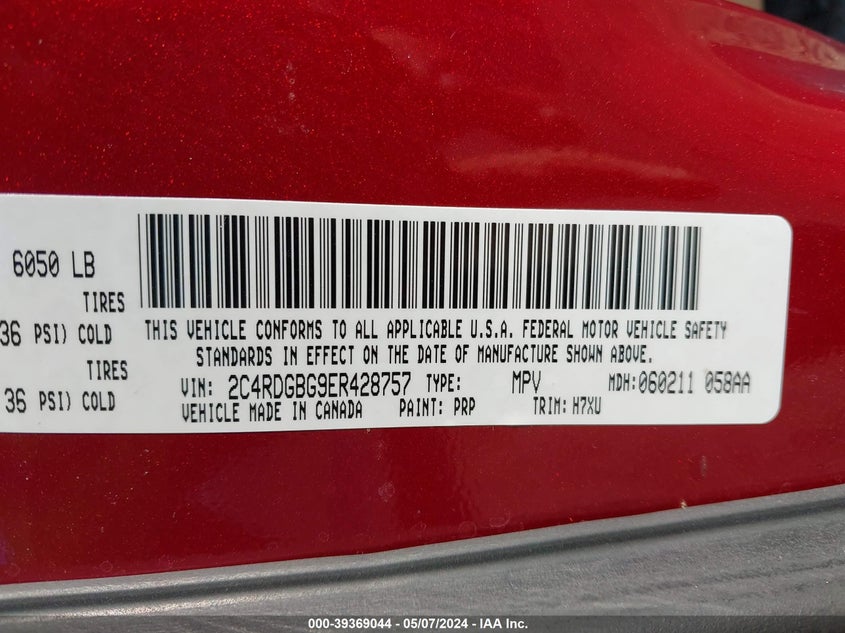 6050 LB
TIRES
36 PSI) COLD
TIRES
36 PSI) COLD
THIS VEHICLE CONFORMS TO ALL APPLICABLE U.S.A. FEDERAL MOTOR VEHICLE SAFETY
STANDARDS IN EFFECT ON THE DATE OF MANUFACTURE SHOWN ABOVE.
VIN: 2C4RDGBG9ER428757 TYPE: MPV MDH: 060211 058AA
VEHICLE MADE IN CANADA PAINT: PRP TRIM: H7XU
000-39369044 - 05/07/2024 - IAA Inc.